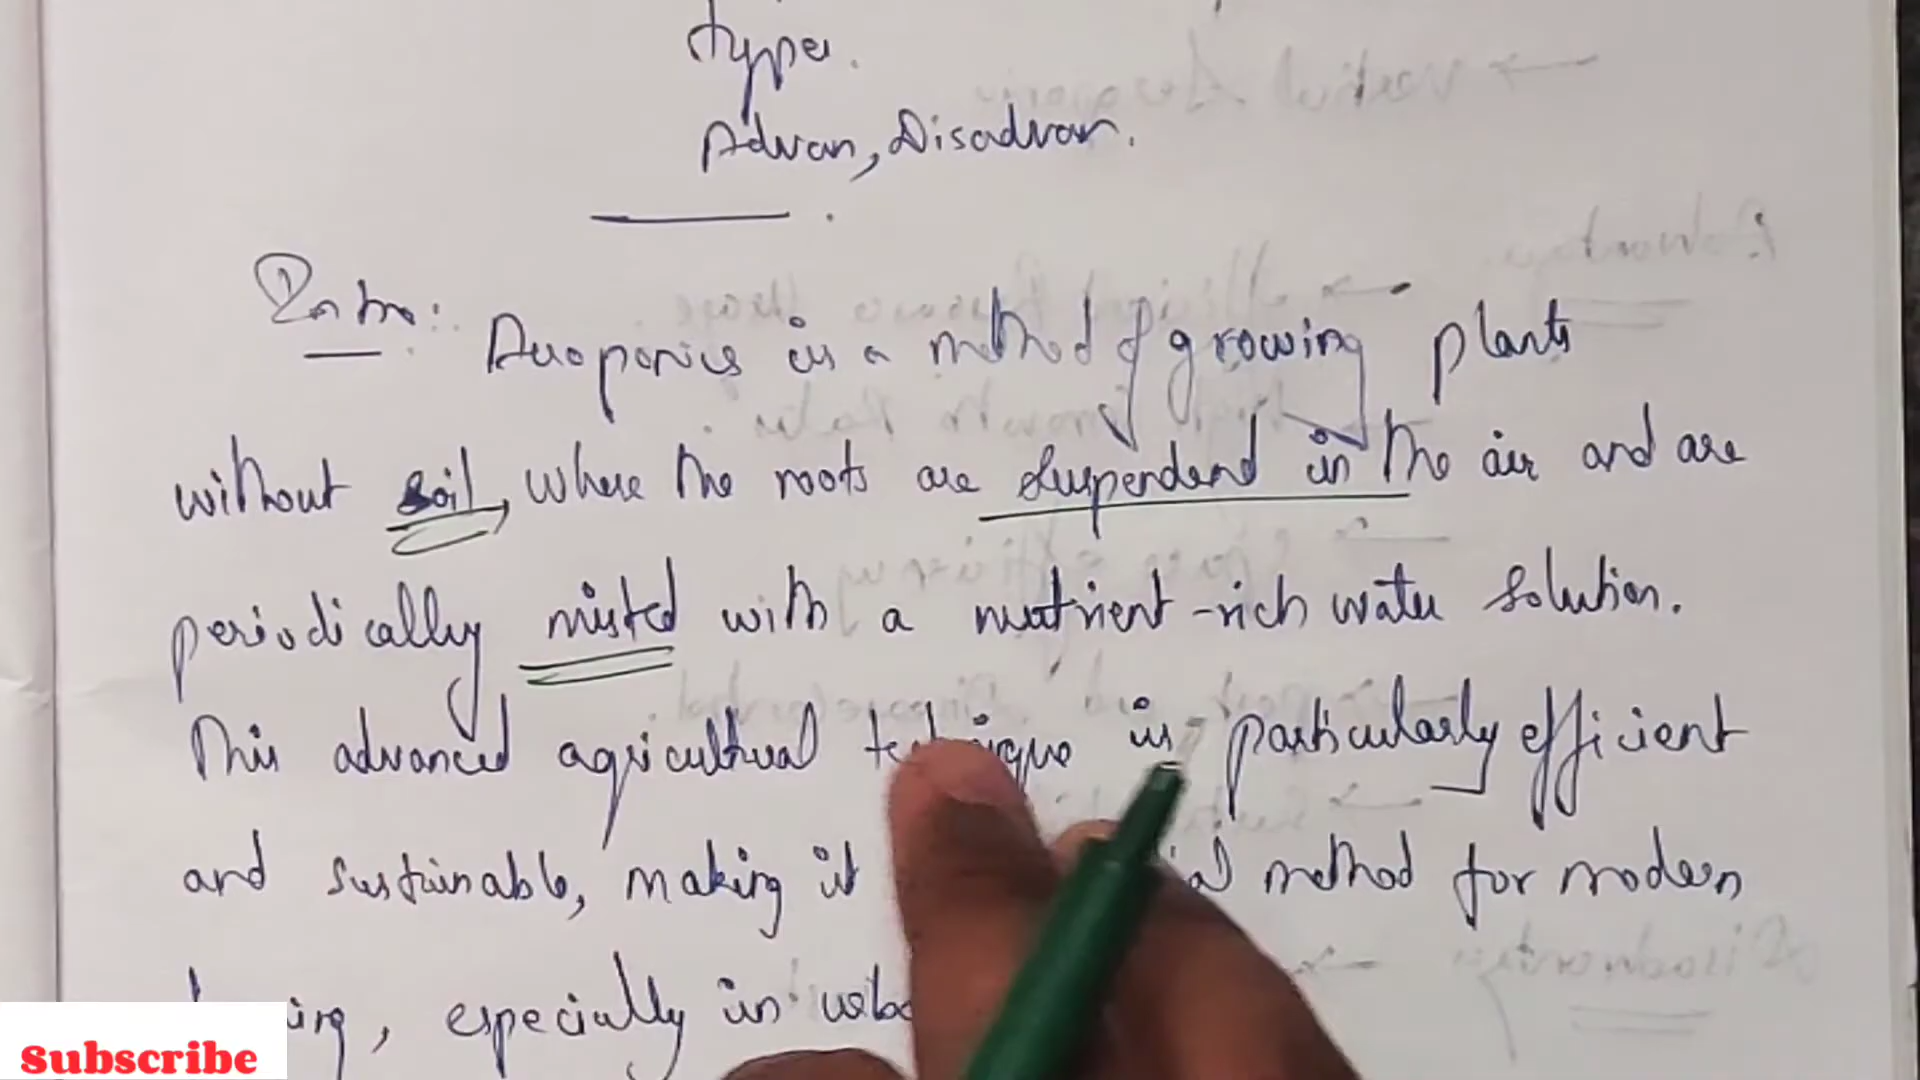 types.
Advan, Disadvan.
Intro:
Aeroponics is a method of growing plants
without soil, where the roots are suspendend in the air and are
periodically misted with a nutrient-rich water solution.
This advanced agricultural technique is particularly efficient
and sustainable, making it method for modern
, especially in
Subscribe